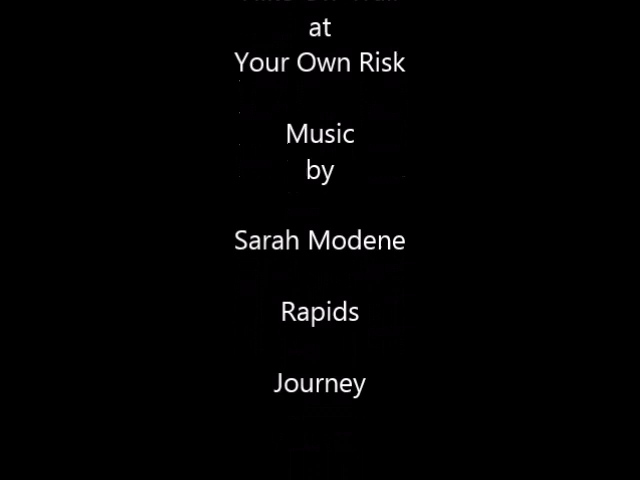 at
Your Own Risk
Music
by
Sarah Modene
Rapids
Journey